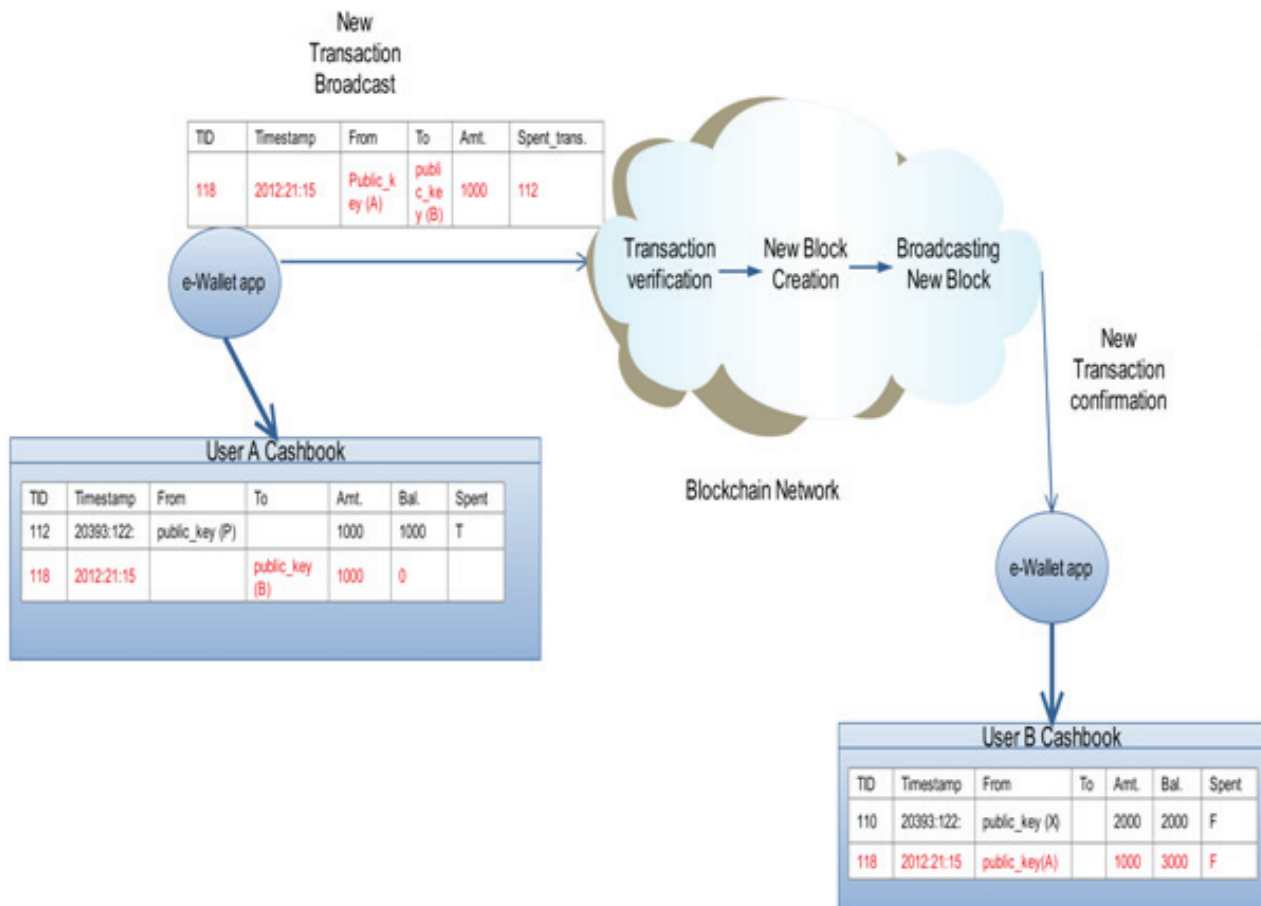 New
Transaction
Broadcast
TID Timestamp From To Amt. Spent_trans.
118 2012:21:15 Public_k
ey (A) publi
c_ke
y (B) 1000 112
e-Wallet app
Transaction
verification
New Block
Creation
Broadcasting
New Block
New
Transaction
confirmation
Blockchain Network
User A Cashbook
TID Timestamp From To Amt. Bal. Spent
112 20393:122: public_key (P) 1000 1000 T
118 2012:21:15 public_key
(B) 1000 0
e-Wallet app
User B Cashbook
TID Timestamp From To Amt. Bal. Spent
110 20393:122: public_key (X) 2000 2000 F
118 2012:21:15 public_key(A) 1000 3000 F